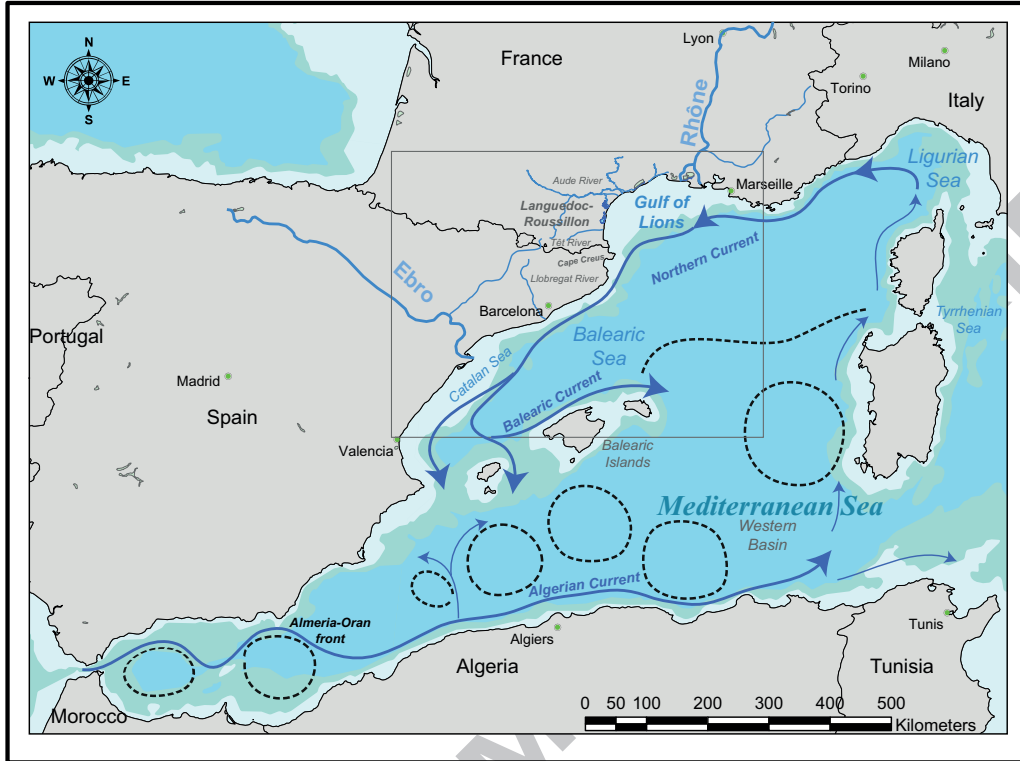 N
W
E
S
France
Lyon
Milano
Torino
Italy
Rhône
Ligurian
Sea
Aude River
Marseille
Languedoc-
Roussillon
Gulf of
Lions
Têt River
Cape Creus
Northern Current
Llobregat River
Ebro
Barcelona
Tyrrhenian
Sea
Portugal
Balearic
Sea
Catalan Sea
Madrid
Balearic Current
Spain
Valencia
Balearic
Islands
Mediterranean Sea
Western
Basin
Algerian Current
Almeria-Oran
front
Algiers
Tunis
Algeria
Tunisia
Morocco
0 50 100 200 300 400 500
Kilometers